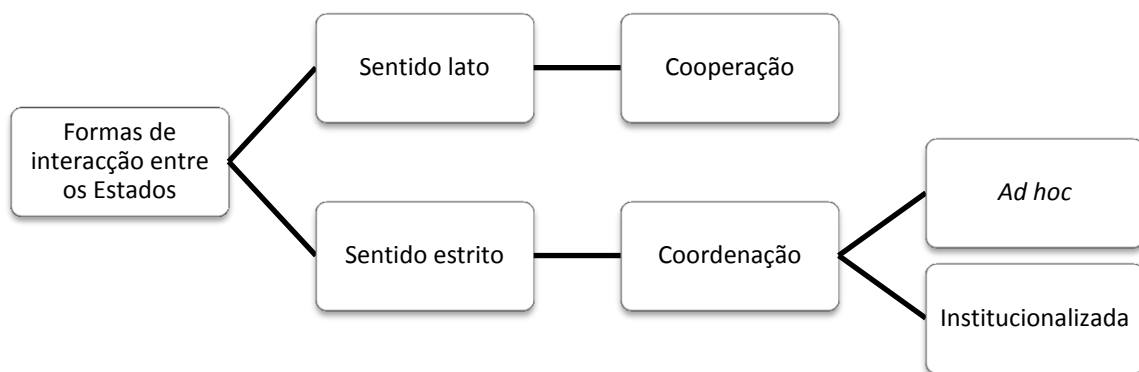 Formas de
interacção entre
os Estados
Sentido lato
Cooperação
Sentido estrito
Coordenação
Ad hoc
Institucionalizada